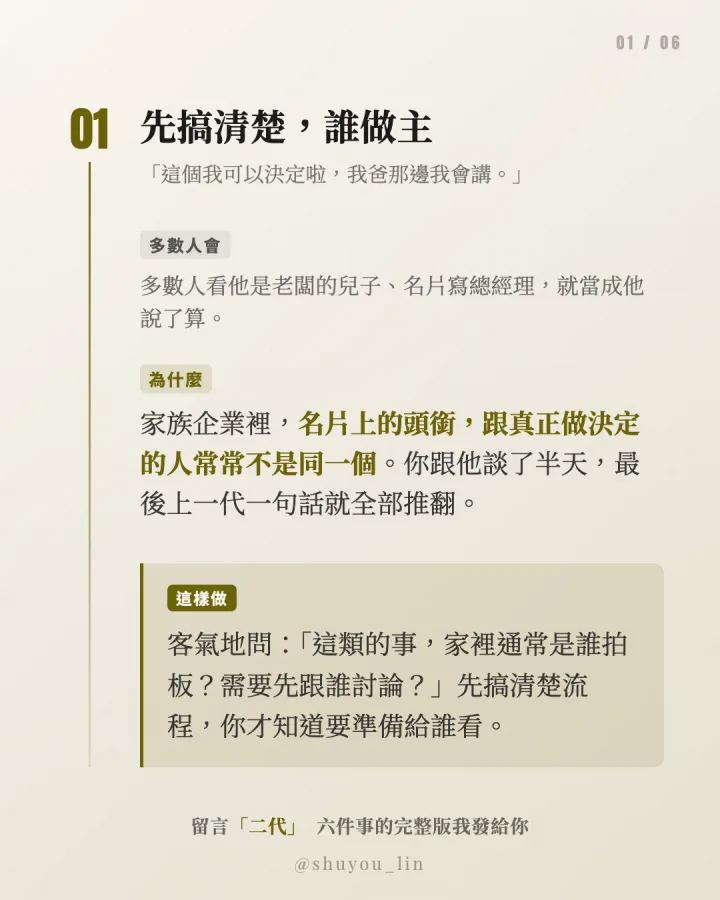 01 / 06
01 先搞清楚，誰做主
「這個我可以決定啦，我爸那邊我會講。」
多數人會
多數人看他是老闆的兒子、名片寫總經理，就當成他
說了算。
為什麼
家族企業裡，名片上的頭銜，跟真正做決定
的人常常不是同一個。你跟他談了半天，最
後上一代一句話就全部推翻。
這樣做
客氣地問：「這類的事，家裡通常是誰拍
板？需要先跟誰討論？」先搞清楚流
程，你才知道要準備給誰看。
留言「二代」 六件事的完整版我發給你
@shuyou_lin